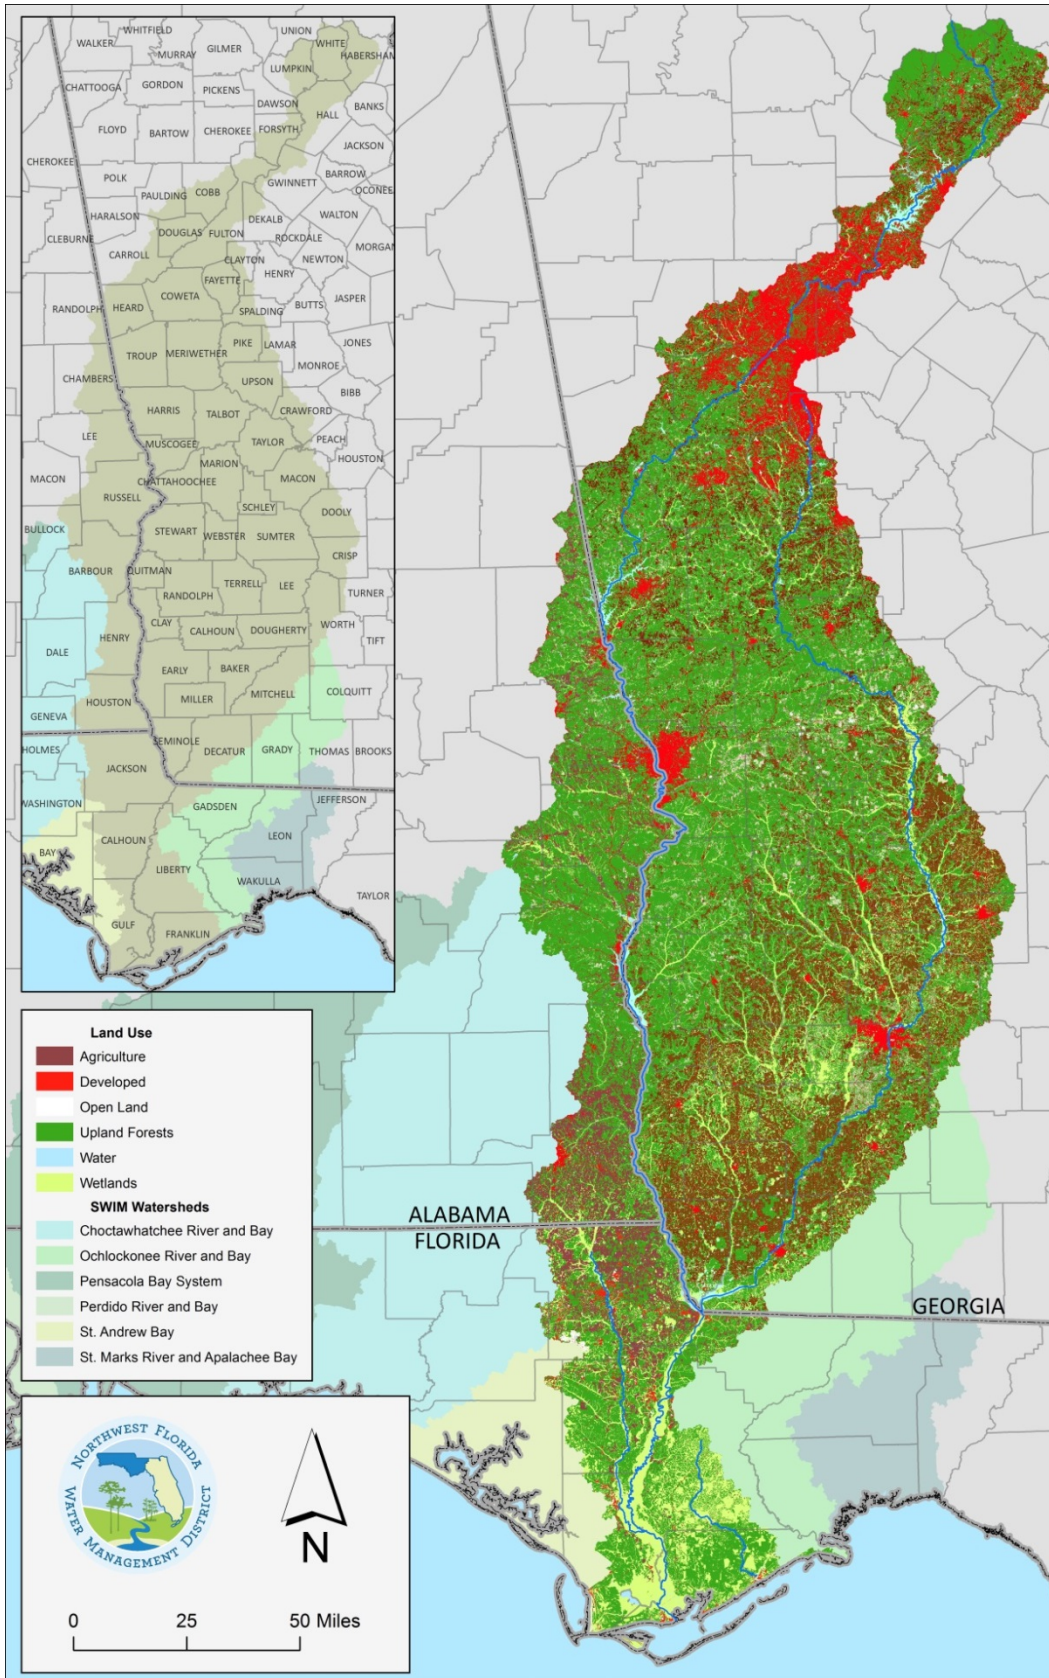 WHITFIELD
UNION
WALKER
MURRAY
GILMER
WHITE
HABERSHAM
LUMPKIN
CHATTOOGA
GORDON
PICKENS
DAWSON
BANKS
HALL
FLOYD
BARTOW
CHEROKEE
FORSYTH
JACKSON
CHEROKEE
POLK
BARROW
GWINNETT
OCONEE
PAULDING
COBB
HARALSON
DEKALB
WALTON
CLEBURNE
DOUGLAS
FULTON
ROCKDALE
MORGAN
CARROLL
CLAYTON
NEWTON
HENRY
FAYETTE
RANDOLPH
HEARD
COWETA
SPALDING
BUTTS
JASPER
PIKE
LAMAR
JONES
TROUP
MERIWETHER
MONROE
CHAMBERS
UPSON
BIBB
HARRIS
TALBOT
CRAWFORD
LEE
MUSCOGEE
TAYLOR
PEACH
HOUSTON
MARION
MACON
CHATTAHOOCHEE
MACON
RUSSELL
SCHLEY
DOOLY
BULLOCK
STEWART
WEBSTER
SUMTER
CRISP
BARBOUR
QUITMAN
TERRELL
LEE
RANDOLPH
TURNER
CLAY
WORTH
HENRY
CALHOUN
DOUGHERTY
TIFT
DALE
EARLY
BAKER
MILLER
MITCHELL
COLQUITT
HOUSTON
GENEVA
SEMINOLE
HOLMES
DECATUR
GRADY
THOMAS
BROOKS
JACKSON
WASHINGTON
GADSDEN
JEFFERSON
CALHOUN
LEON
BAY
LIBERTY
WAKULLA
TAYLOR
GULF
FRANKLIN
Land Use
Agriculture
Developed
Open Land
Upland Forests
Water
Wetlands
SWIM Watersheds
Choctawhatchee River and Bay
Ochlockonee River and Bay
Pensacola Bay System
Perdido River and Bay
St. Andrew Bay
St. Marks River and Apalachee Bay
ALABAMA
FLORIDA
GEORGIA
NORTHWEST FLORIDA
WATER MANAGEMENT DISTRICT
N
0 25 50 Miles